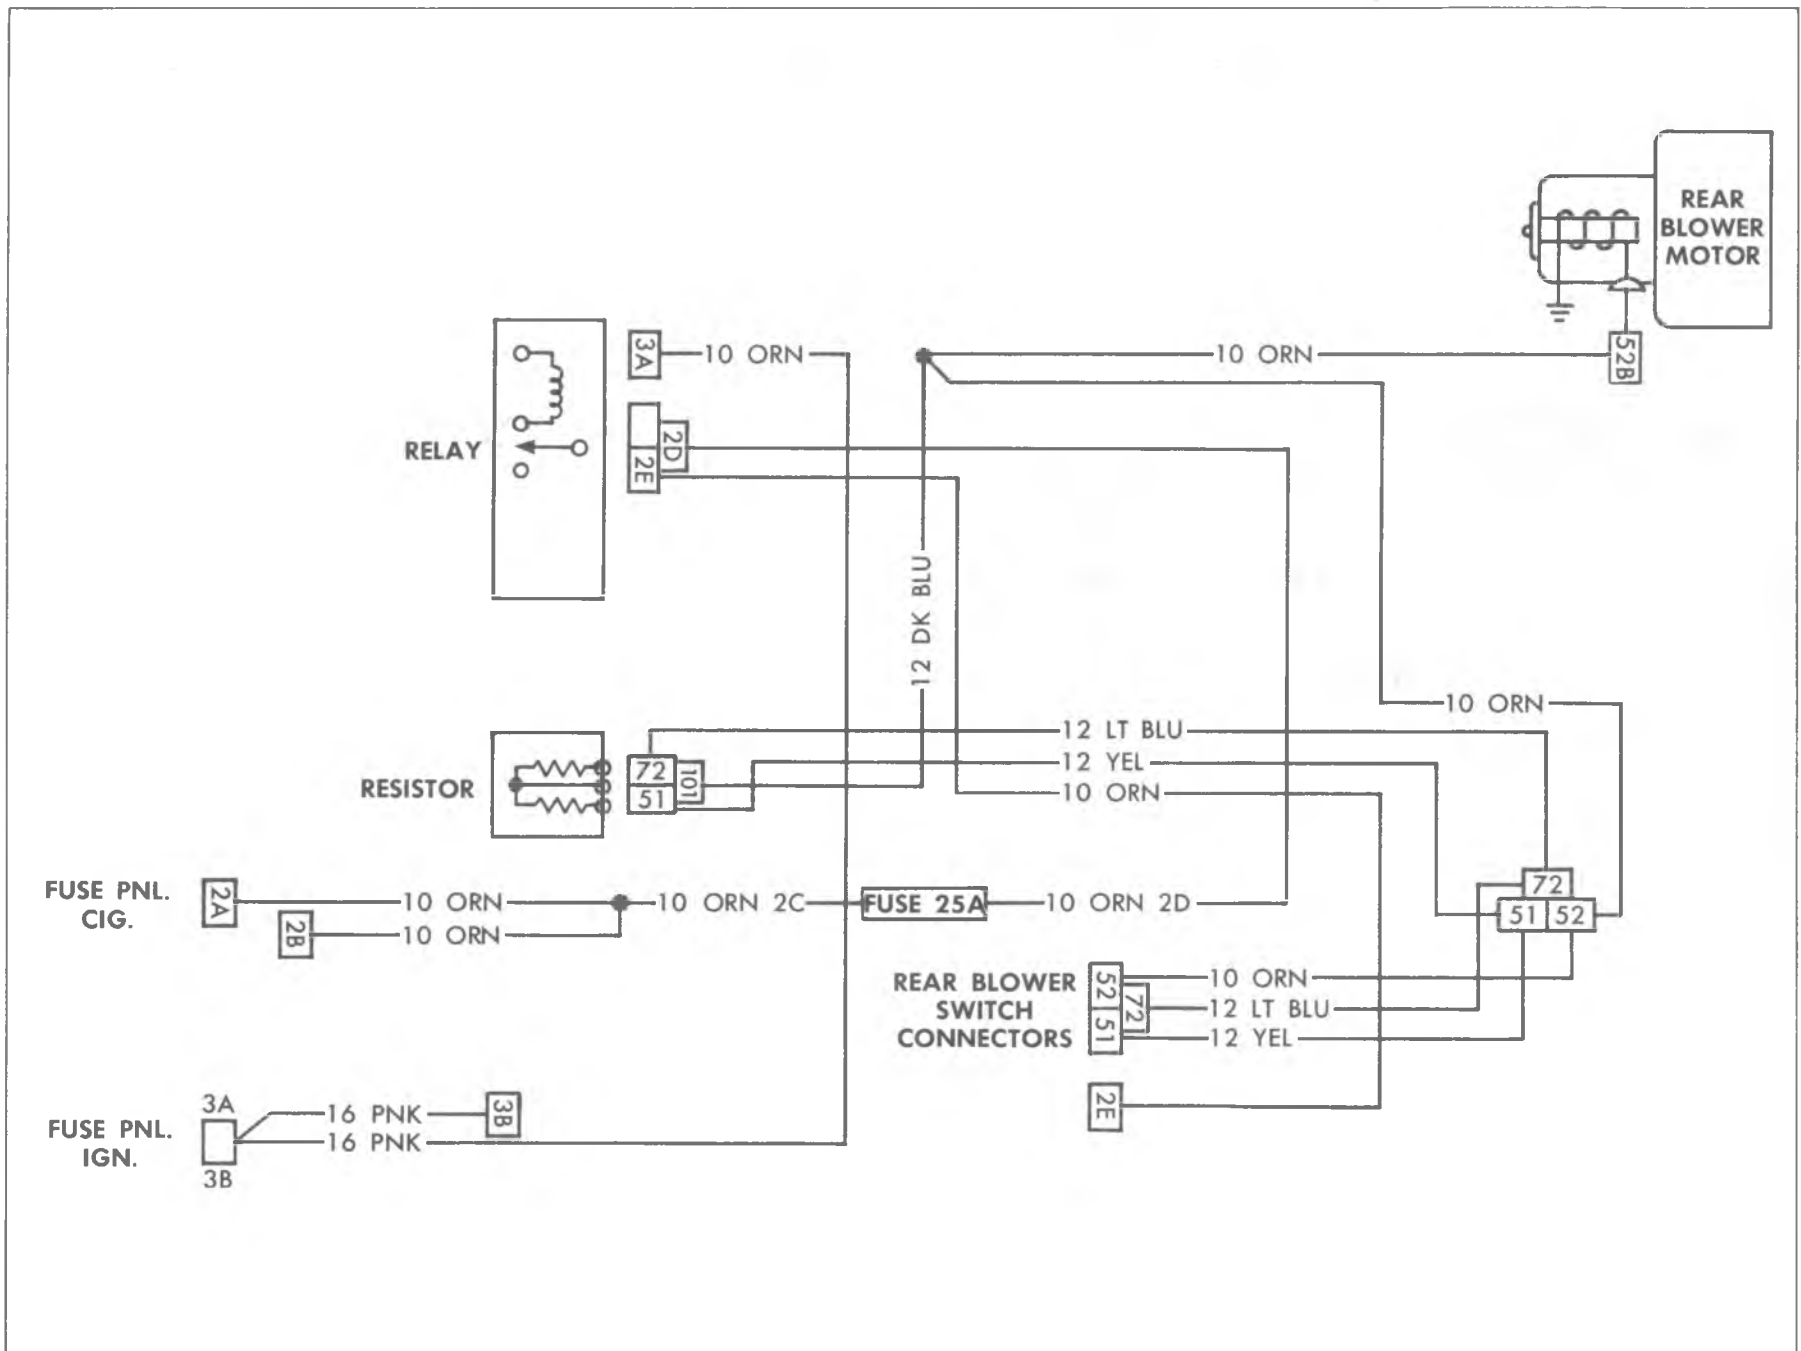 REAR
BLOWER
MOTOR
3A
10 ORN
10 ORN
52B
RELAY
2D
2E
12 DK BLU
10 ORN
12 LT BLU
12 YEL
10 ORN
RESISTOR
72
51
101
FUSE PNL.
CIG.
2A
10 ORN
10 ORN 2C
FUSE 25A
10 ORN 2D
2B
10 ORN
72
51
52
REAR BLOWER
SWITCH
CONNECTORS
52
72
51
10 ORN
12 LT BLU
12 YEL
2E
FUSE PNL.
IGN.
3A
3B
16 PNK
3B
16 PNK